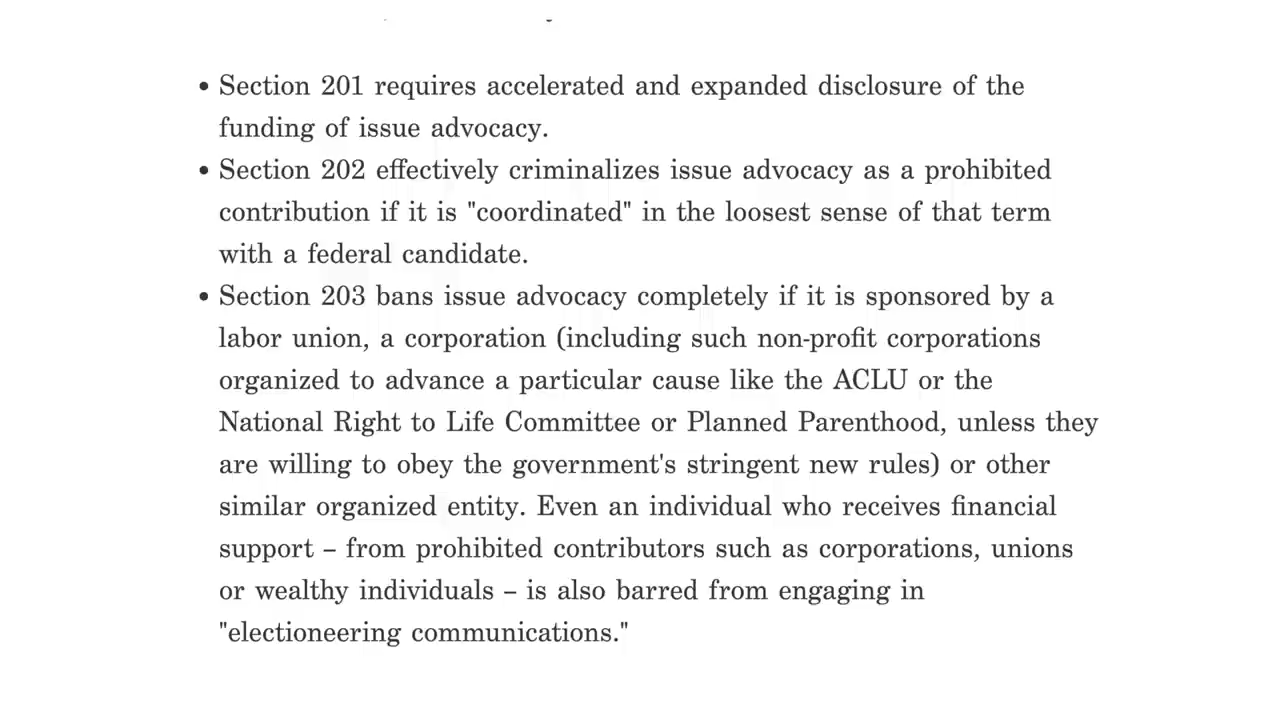 • Section 201 requires accelerated and expanded disclosure of the
funding of issue advocacy.
• Section 202 effectively criminalizes issue advocacy as a prohibited
contribution if it is "coordinated" in the loosest sense of that term
with a federal candidate.
• Section 203 bans issue advocacy completely if it is sponsored by a
labor union, a corporation (including such non-profit corporations
organized to advance a particular cause like the ACLU or the
National Right to Life Committee or Planned Parenthood, unless they
are willing to obey the government's stringent new rules) or other
similar organized entity. Even an individual who receives financial
support – from prohibited contributors such as corporations, unions
or wealthy individuals – is also barred from engaging in
"electioneering communications."